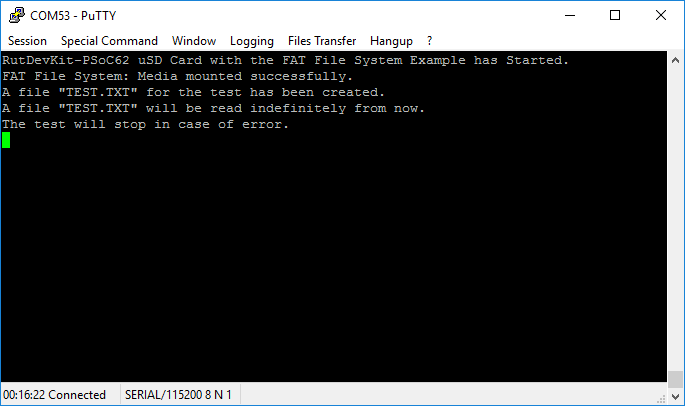 COM53 - PuTTY
Session Special Command Window Logging Files Transfer Hangup ?
RutDevKit-PSoC62 uSD Card with the FAT File System Example has Started.
FAT File System: Media mounted successfully.
A file "TEST.TXT" for the test has been created.
A file "TEST.TXT" will be read indefinitely from now.
The test will stop in case of error.
00:16:22 Connected SERIAL/115200 8 N 1